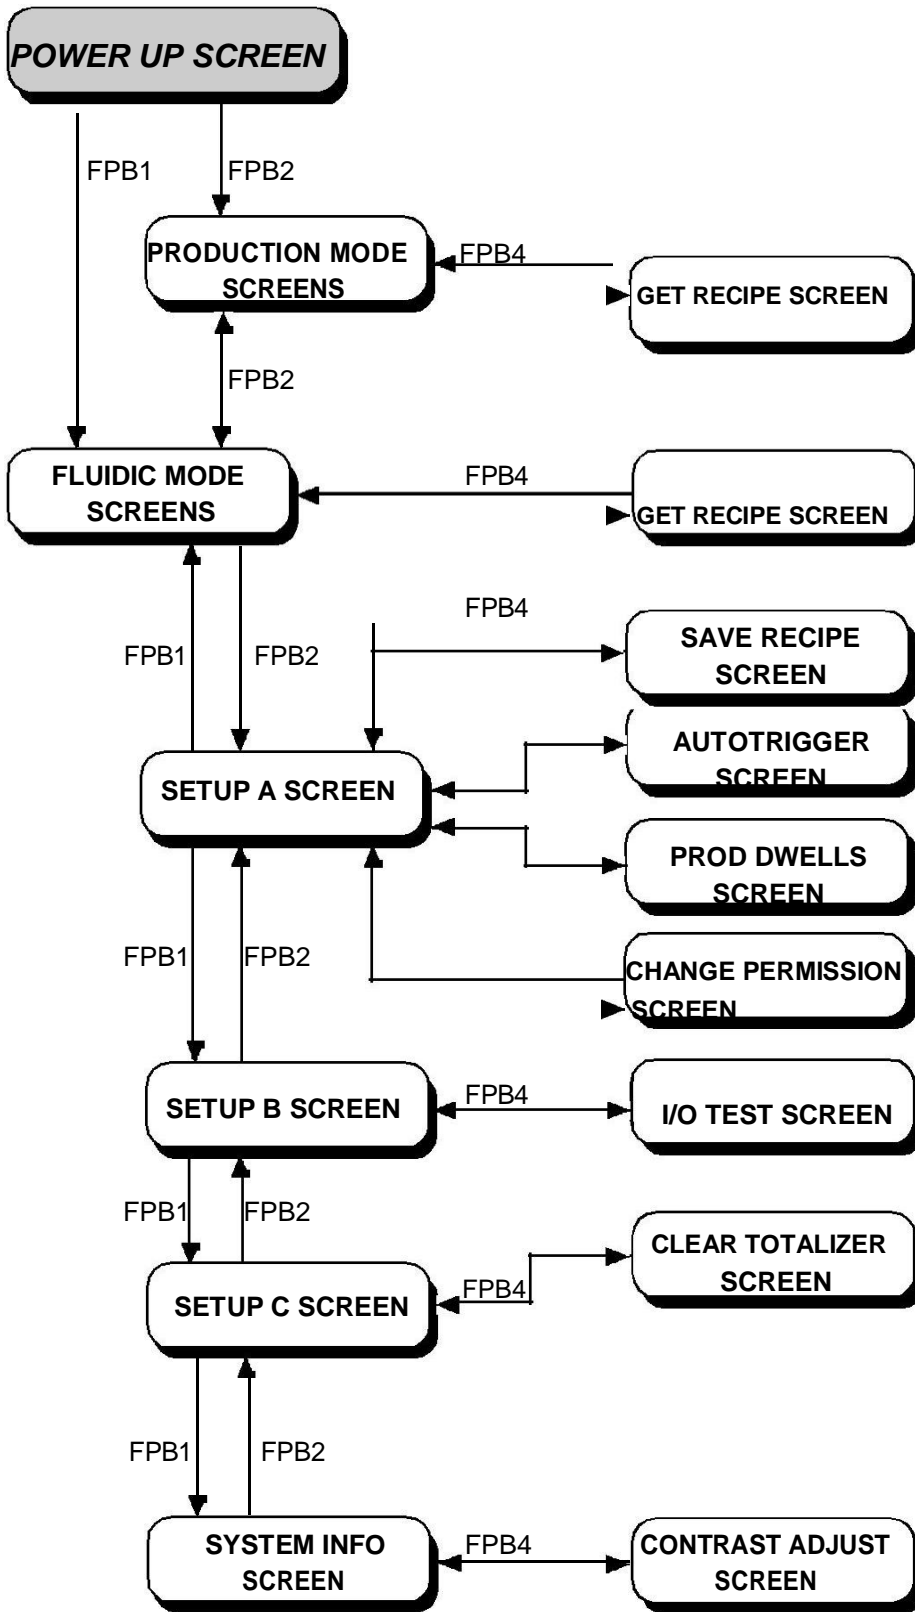 POWER UP SCREEN
FPB1
FPB2
PRODUCTION MODE
SCREENS
FPB4
GET RECIPE SCREEN
FPB2
FLUIDIC MODE
SCREENS
FPB4
GET RECIPE SCREEN
FPB4
SAVE RECIPE
SCREEN
FPB1
FPB2
AUTOTRIGGER
SCREEN
SETUP A SCREEN
PROD DWELLS
SCREEN
FPB1
FPB2
CHANGE PERMISSION
SCREEN
SETUP B SCREEN
FPB4
I/O TEST SCREEN
FPB1
FPB2
CLEAR TOTALIZER
SCREEN
SETUP C SCREEN
FPB4
FPB1
FPB2
SYSTEM INFO
SCREEN
FPB4
CONTRAST ADJUST
SCREEN